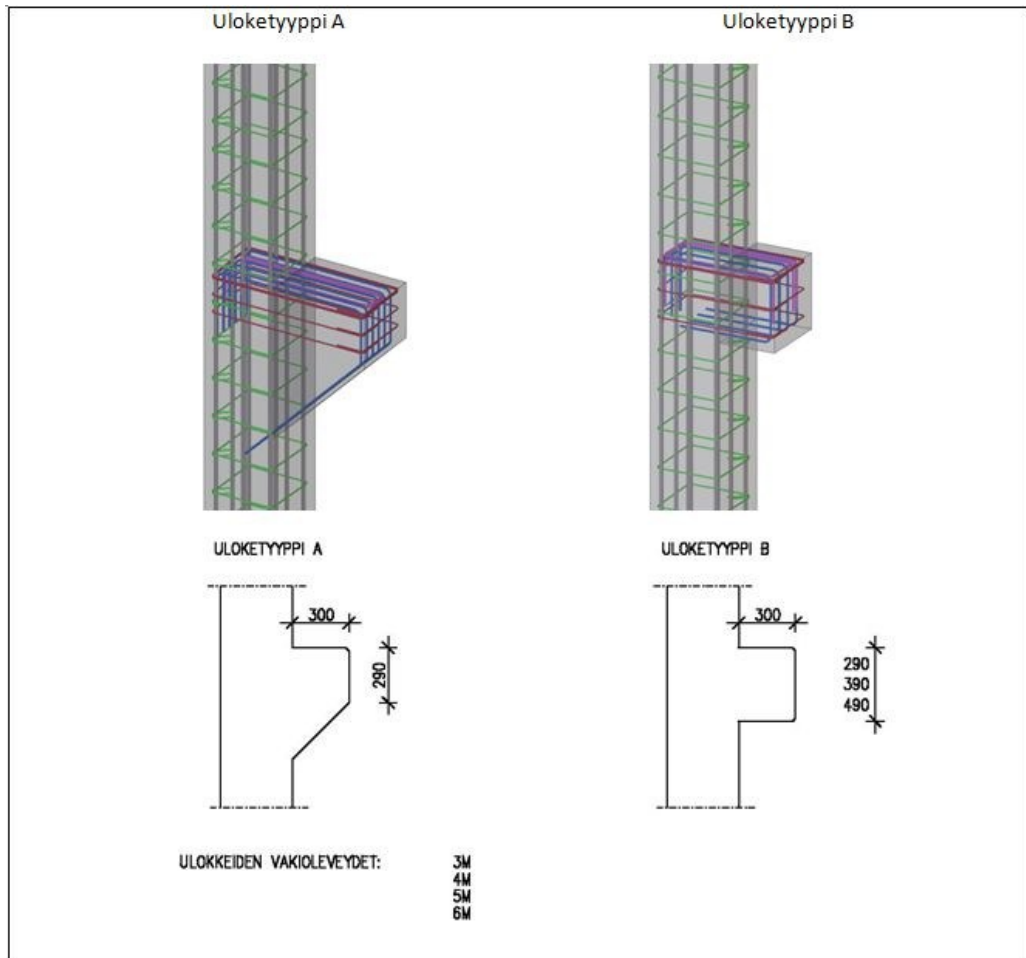 Uloketyyppi A
Uloketyyppi B
ULOKETYYPPI A
ULOKETYYPPI B
300
290
300
290
390
490
ULOKKEIDEN VAKIOLEVEYDET:
3M
4M
5M
6M